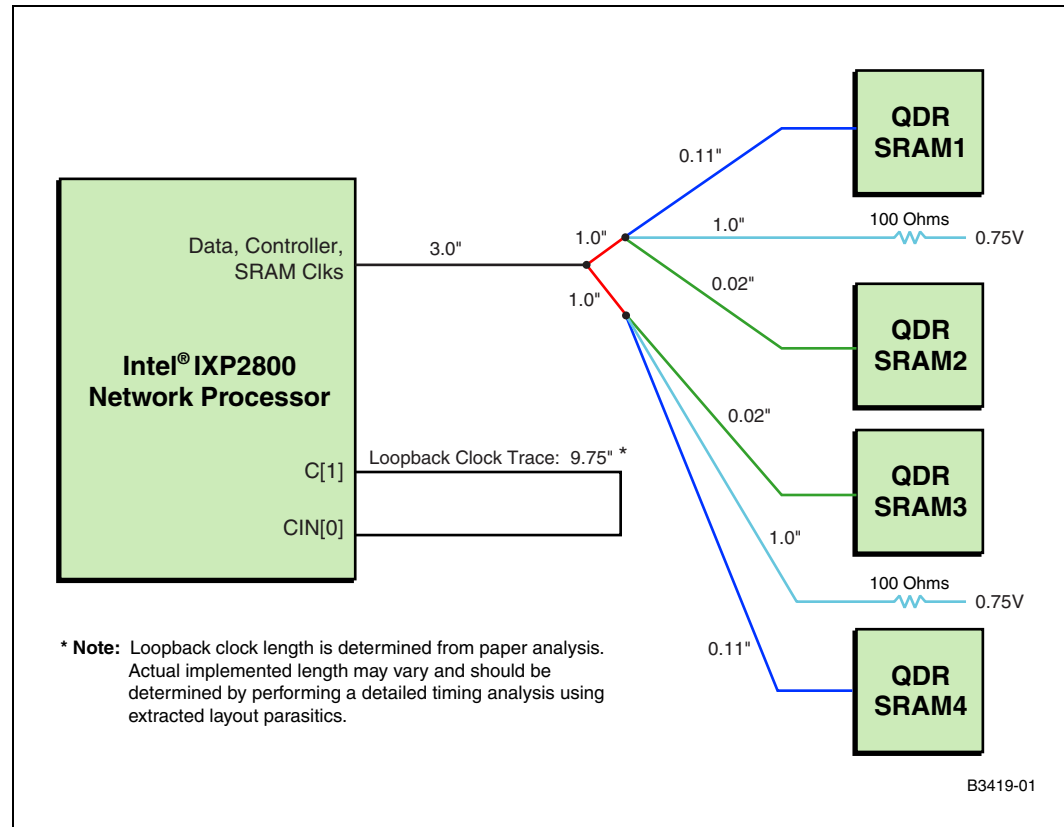 QDR
SRAM1
0.11"
1.0"
100 Ohms
0.75V
Data, Controller,
SRAM Clks
3.0"
1.0"
1.0"
0.02"
QDR
SRAM2
Intel® IXP2800
Network Processor
0.02"
QDR
SRAM3
C[1]
Loopback Clock Trace: 9.75" *
CIN[0]
1.0"
100 Ohms
0.75V
0.11"
QDR
SRAM4
* Note: Loopback clock length is determined from paper analysis.
Actual implemented length may vary and should be
determined by performing a detailed timing analysis using
extracted layout parasitics.
B3419-01